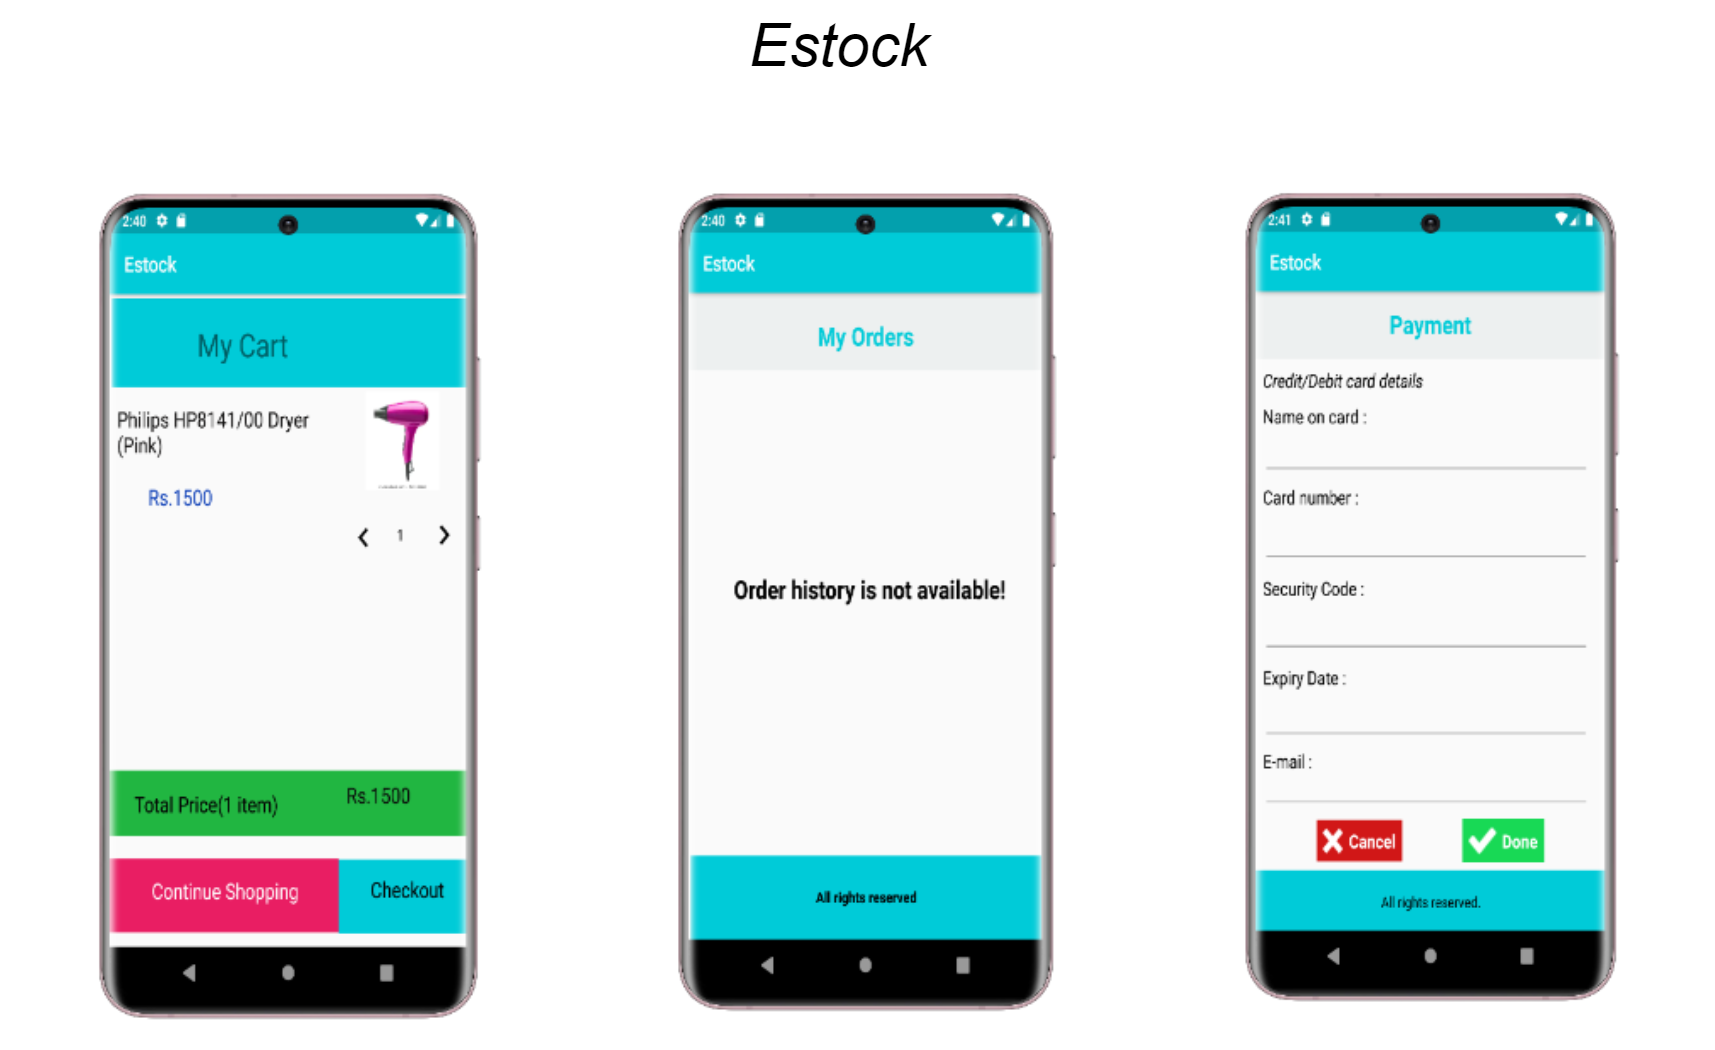 Estock
2:40
Estock
My Cart
Philips HP8141/00 Dryer
(Pink)
Rs.1500
1
Total Price(1 item)
Rs.1500
Continue Shopping
Checkout
2:40
Estock
My Orders
Order history is not available!
All rights reserved
2:41
Estock
Payment
Credit/Debit card details
Name on card :
Card number :
Security Code :
Expiry Date :
E-mail :
Cancel
Done
All rights reserved.